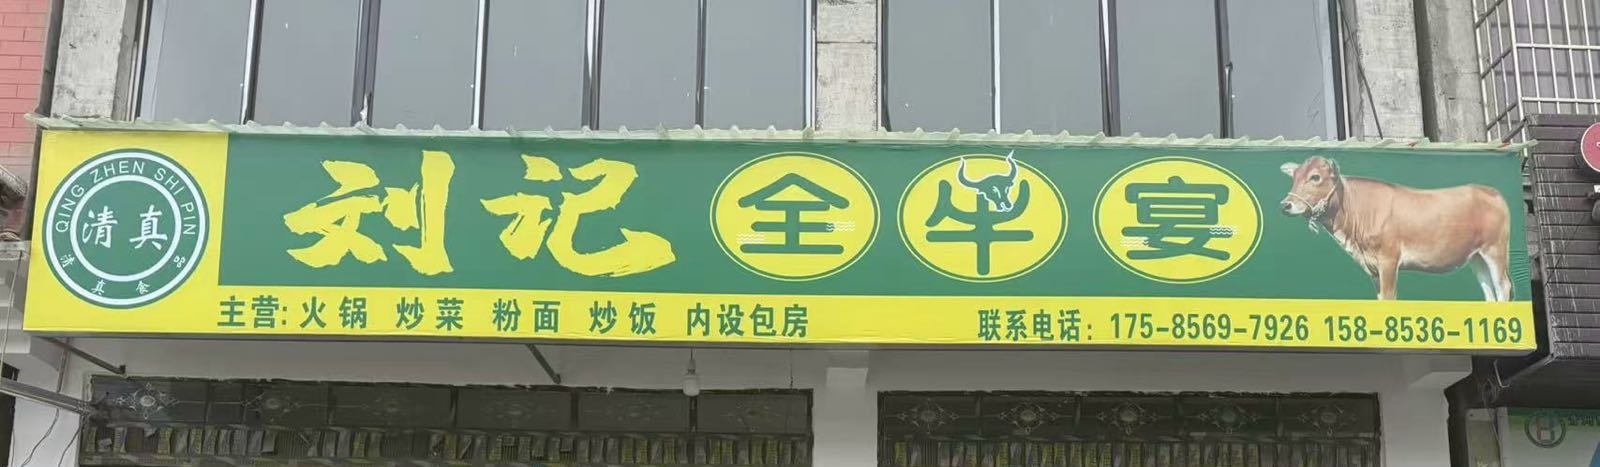 QING ZHEN SHI PIN
清真
清真食品
刘记全牛宴
主营:火锅 炒菜 粉面 炒饭 内设包房
联系电话：175-8569-7926 158-8536-1169